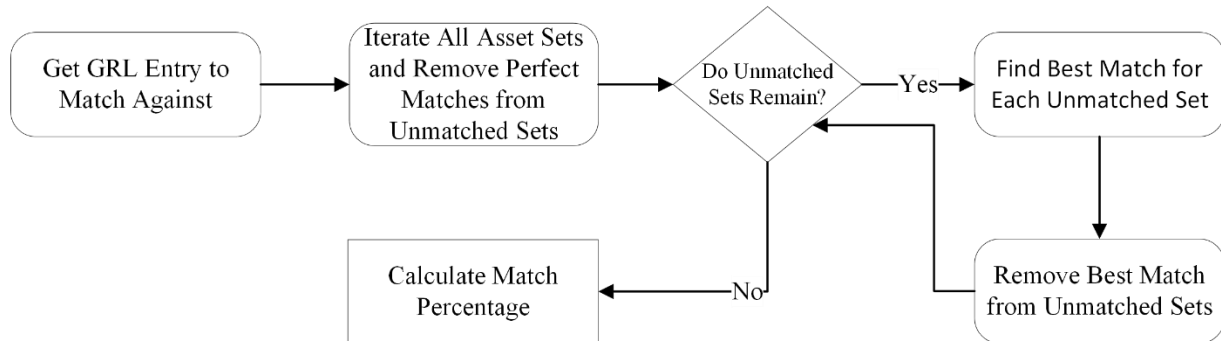 Get GRL Entry to
Match Against
Iterate All Asset Sets
and Remove Perfect
Matches from
Unmatched Sets
Do Unmatched
Sets Remain?
Yes
Find Best Match for
Each Unmatched Set
Remove Best Match
from Unmatched Sets
No
Calculate Match
Percentage